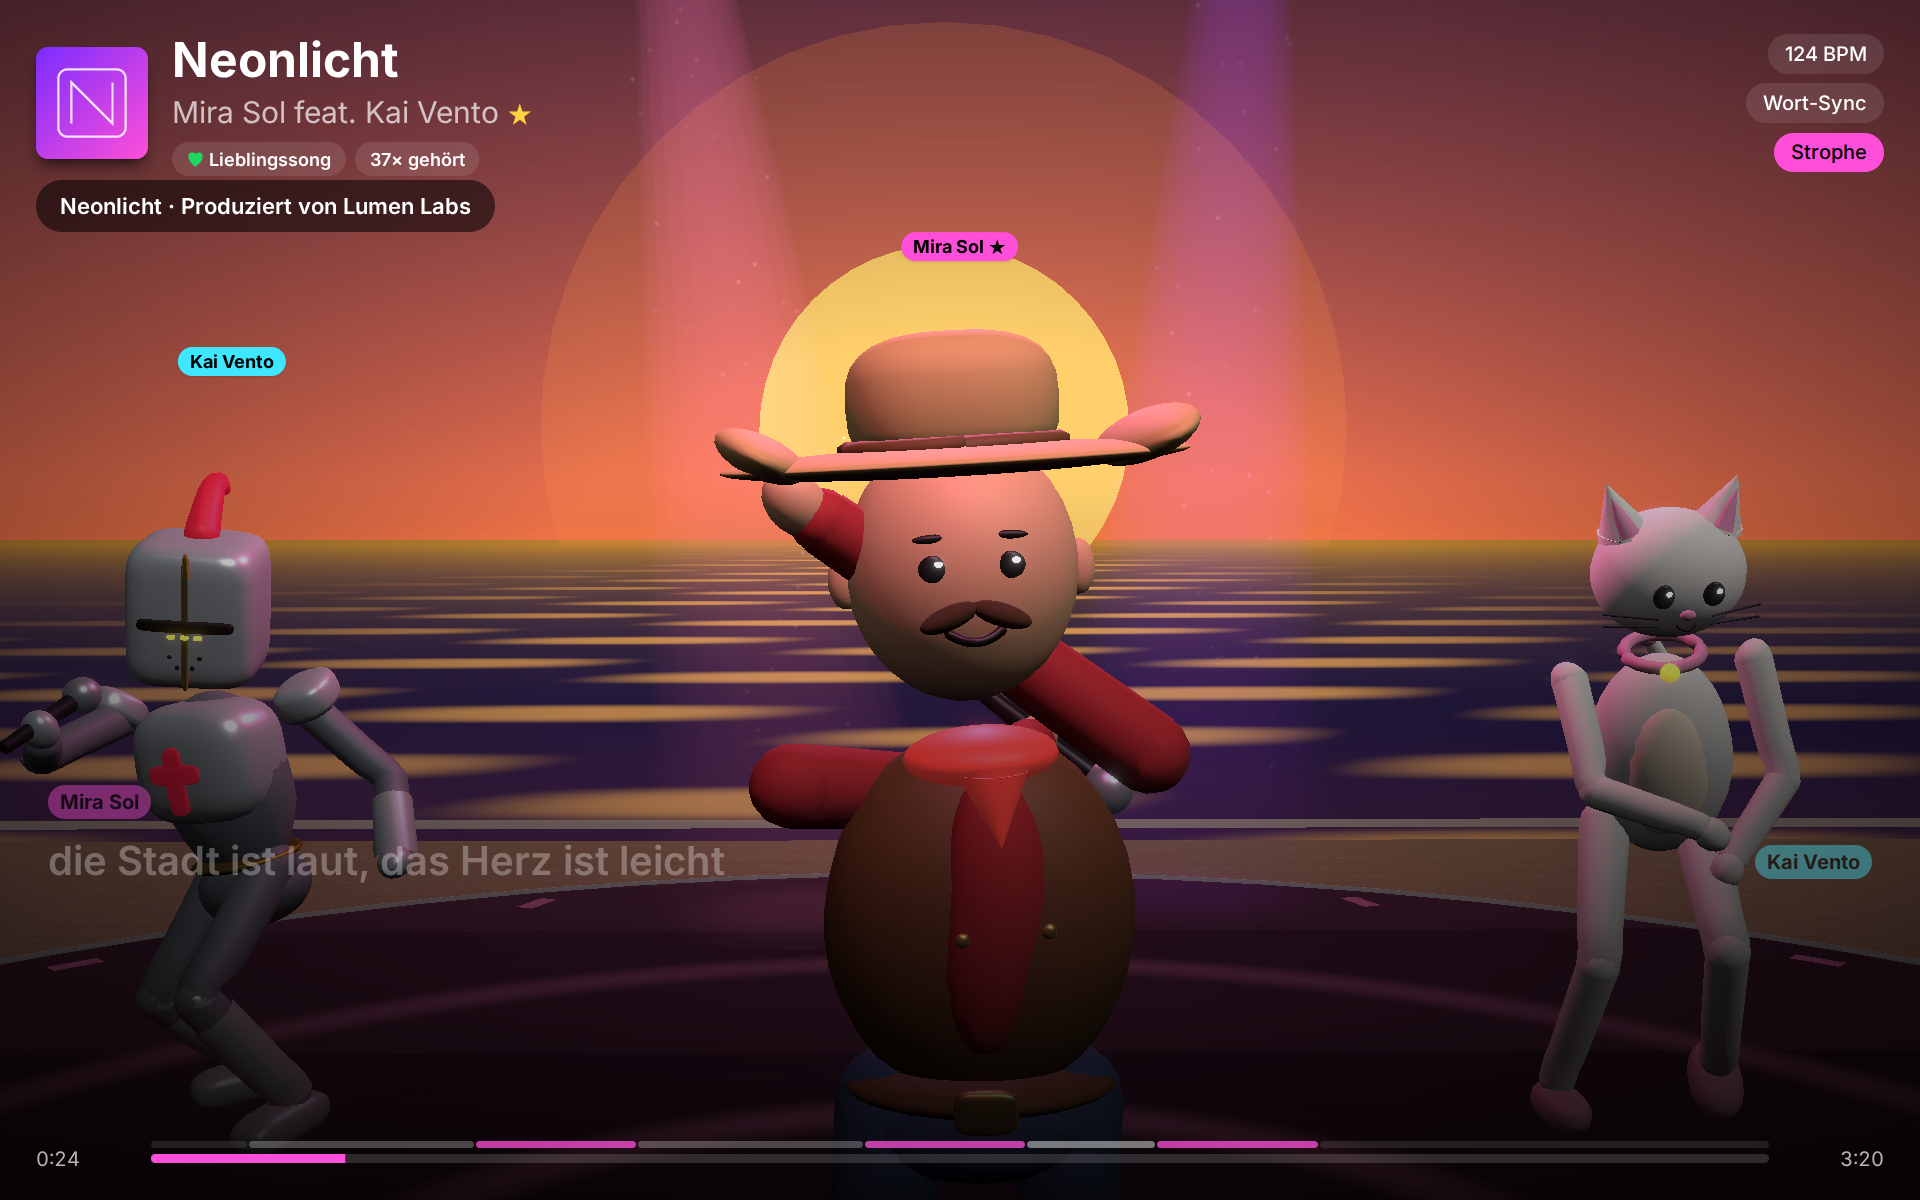 Neonlicht
Mira Sol feat. Kai Vento ★
Lieblingssong
37× gehört
Neonlicht · Produziert von Lumen Labs
124 BPM
Wort-Sync
Strophe
Mira Sol ★
Kai Vento
Mira Sol
die Stadt ist laut, das Herz ist leicht
Kai Vento
0:24
3:20